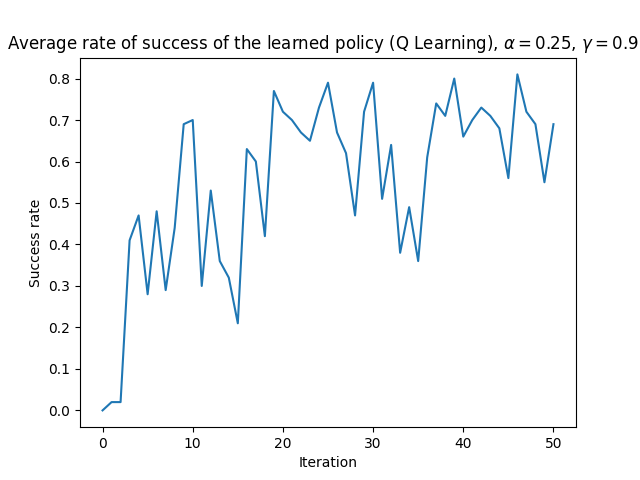 Average rate of success of the learned policy (Q Learning), α = 0.25, γ = 0.9
0.8
0.7
0.6
0.5
0.4
0.3
0.2
0.1
0.0
Success rate
0 10 20 30 40 50
Iteration